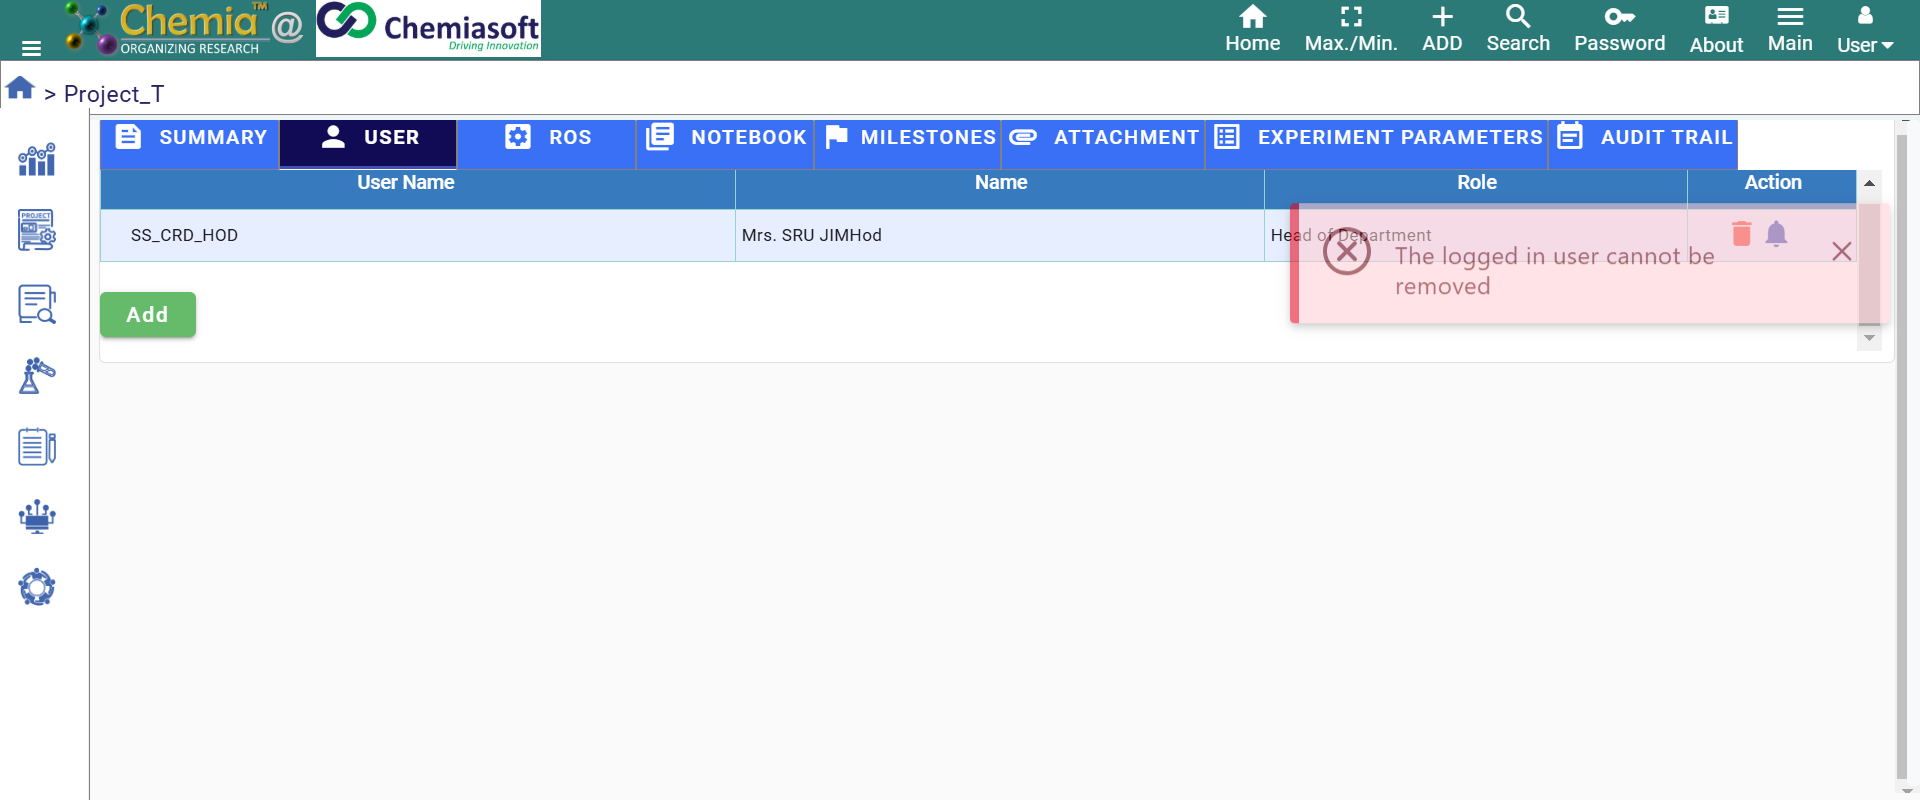 Chemia™ @
ORGANIZING RESEARCH
Chemiasoft
Driving Innovation
Home Max./Min. ADD Search Password About Main User
> Project_T
SUMMARY USER ROS NOTEBOOK MILESTONES ATTACHMENT EXPERIMENT PARAMETERS AUDIT TRAIL
User Name Name Role Action
SS_CRD_HOD Mrs. SRU JIMHod Head of Department
The logged in user cannot be
removed
Add
PROJECT